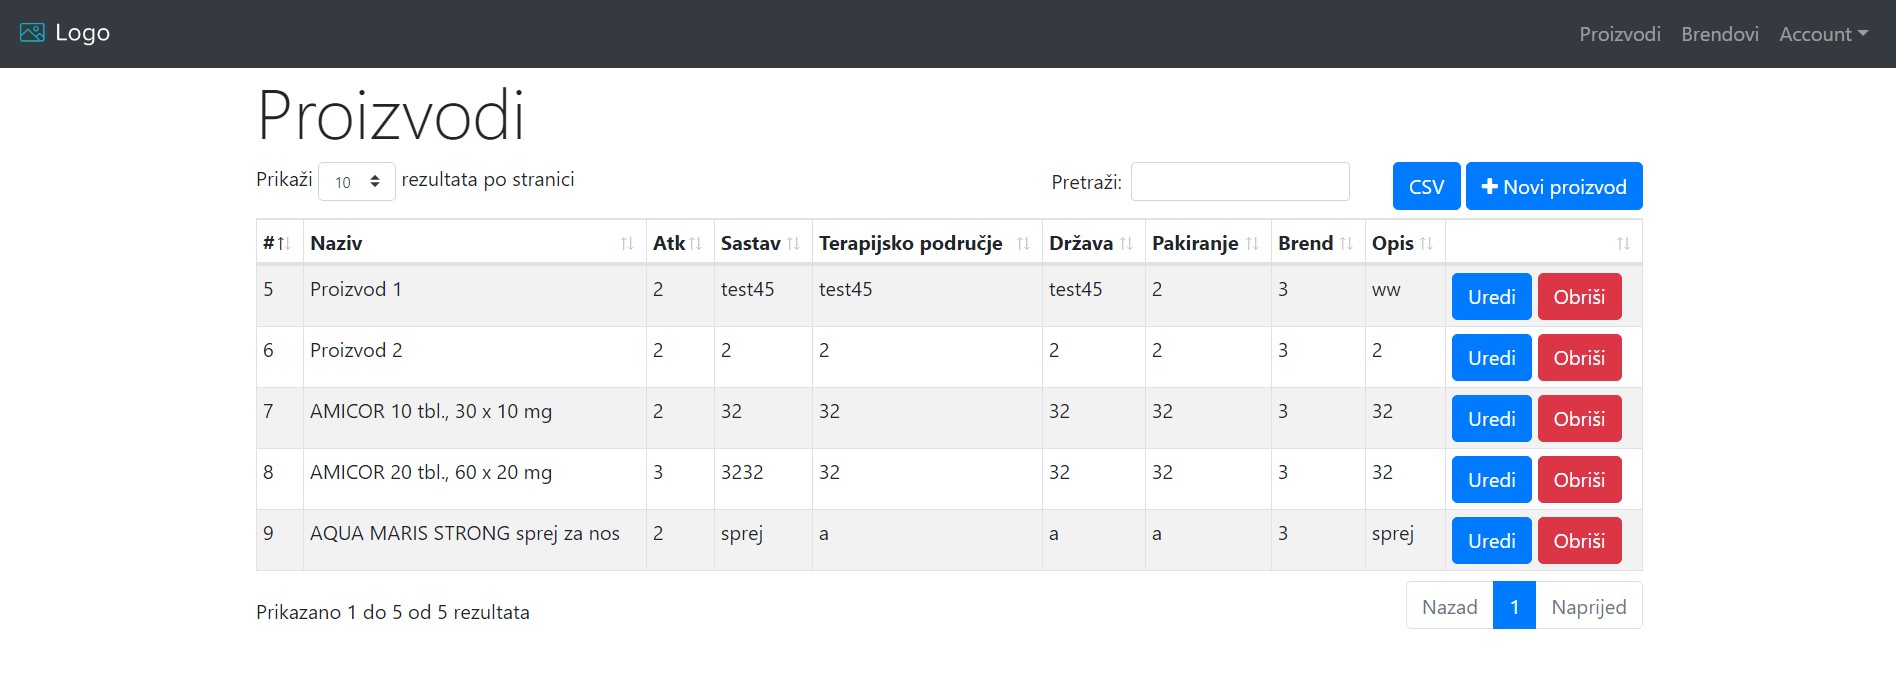 Logo
Proizvodi Brendovi Account
Proizvodi
Prikaži 10 rezultata po stranici Pretraži: CSV Novi proizvod
# Naziv Atk Sastav Terapijsko područje Država Pakiranje Brend Opis
5 Proizvod 1 2 test45 test45 test45 2 3 ww Uredi Obriši
6 Proizvod 2 2 2 2 2 2 3 2 Uredi Obriši
7 AMICOR 10 tbl., 30 x 10 mg 2 32 32 32 32 3 32 Uredi Obriši
8 AMICOR 20 tbl., 60 x 20 mg 3 3232 32 32 32 3 32 Uredi Obriši
9 AQUA MARIS STRONG sprej za nos 2 sprej a a a 3 sprej Uredi Obriši
Prikazano 1 do 5 od 5 rezultata
Nazad 1 Naprijed